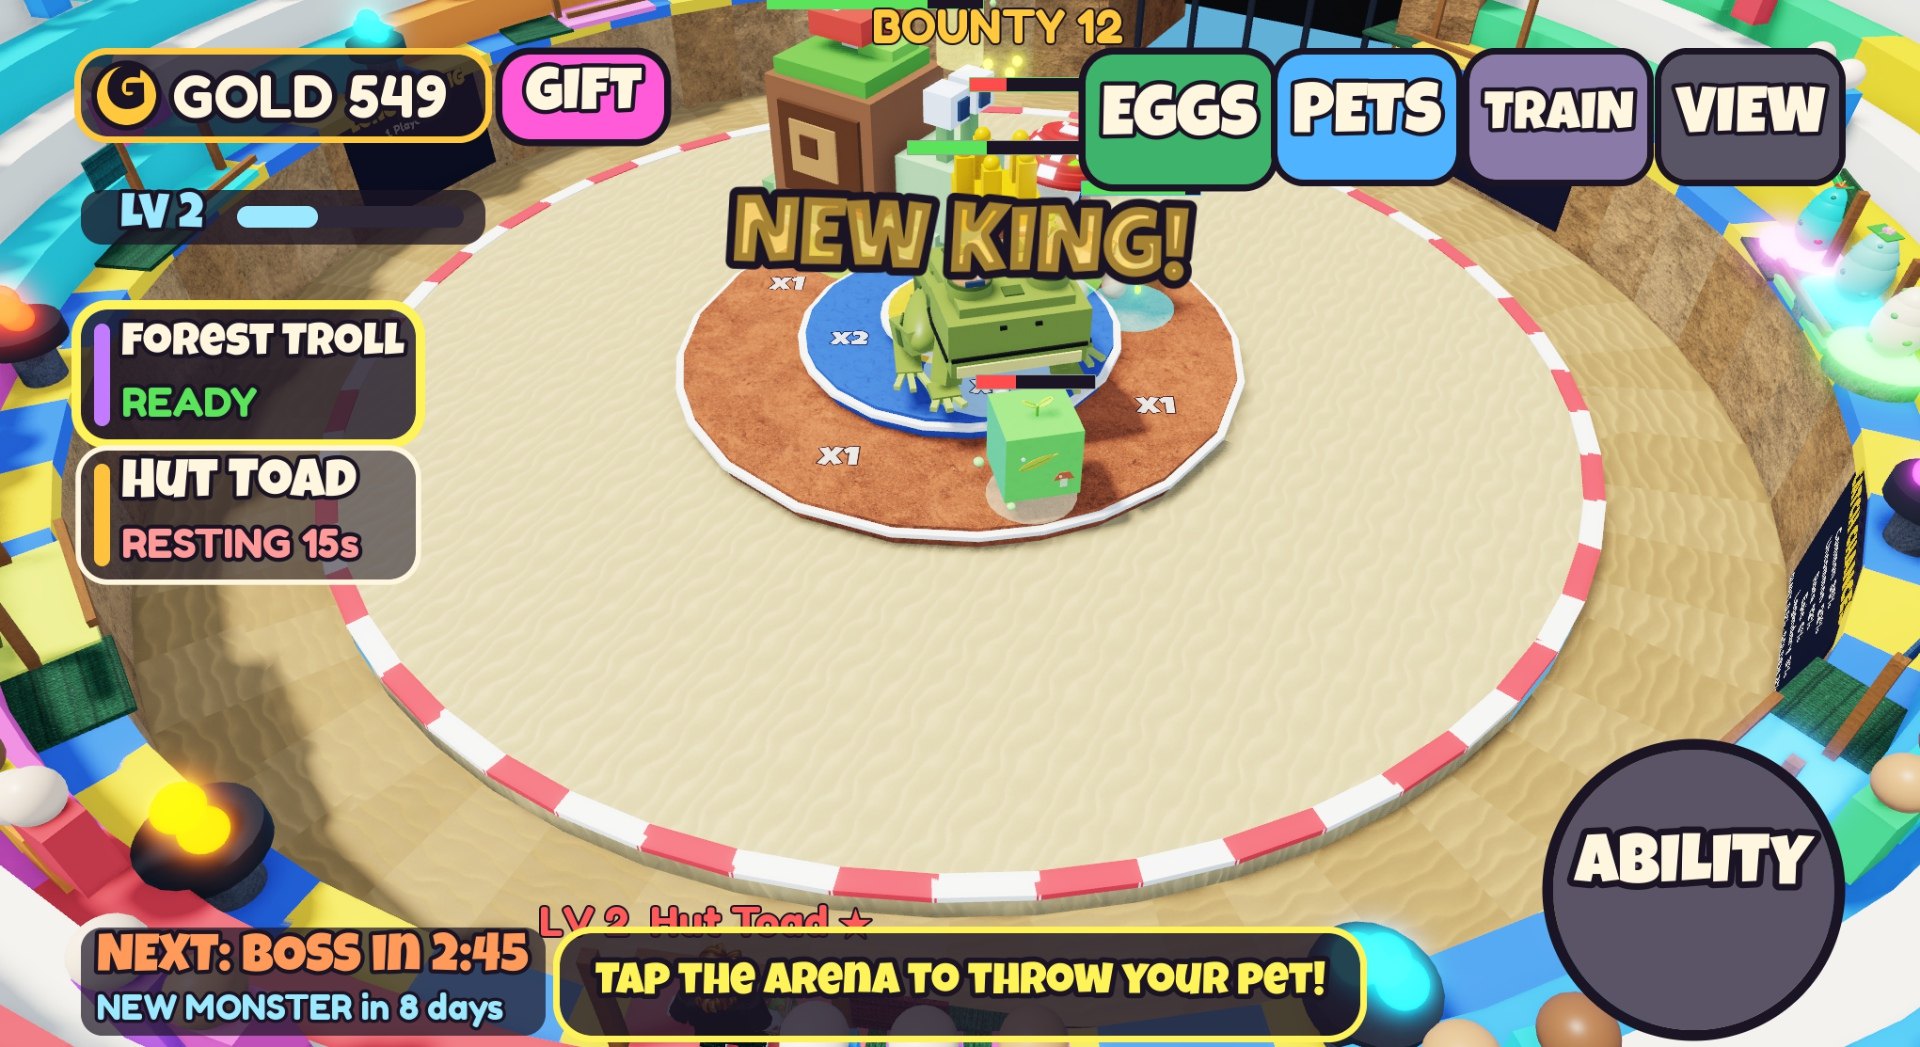 BOUNTY 12
GOLD 549
GIFT
EGGS
PETS
TRAIN
VIEW
LV 2
NEW KING!
x1
x2
x1
x1
FOREST TROLL
READY
HUT TOAD
RESTING 15s
ABILITY
LV 2 Hut Toad ★
NEXT: BOSS in 2:45
NEW MONSTER in 8 days
TAP THE ARENA TO THROW YOUR PET!